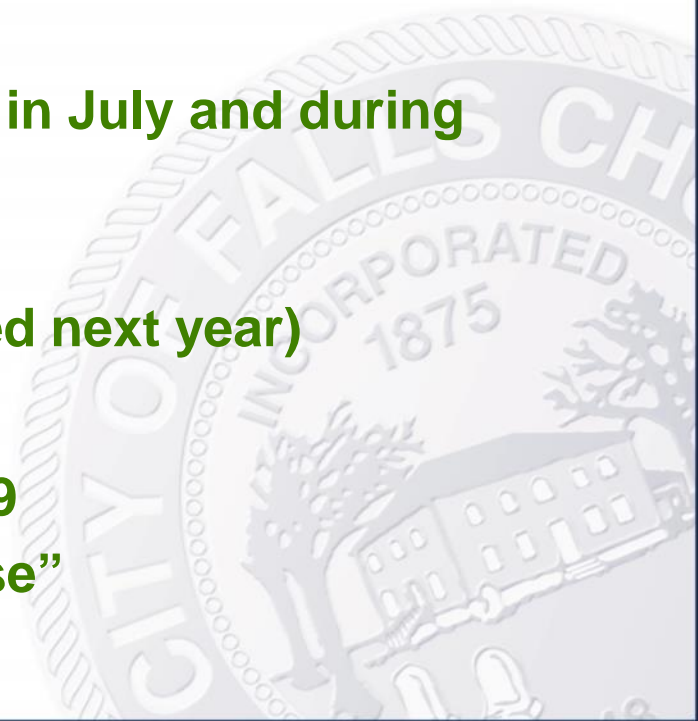 in July and during
ed next year)
9
se”
CITY OF FALLS CH
INCORPORATED
1875